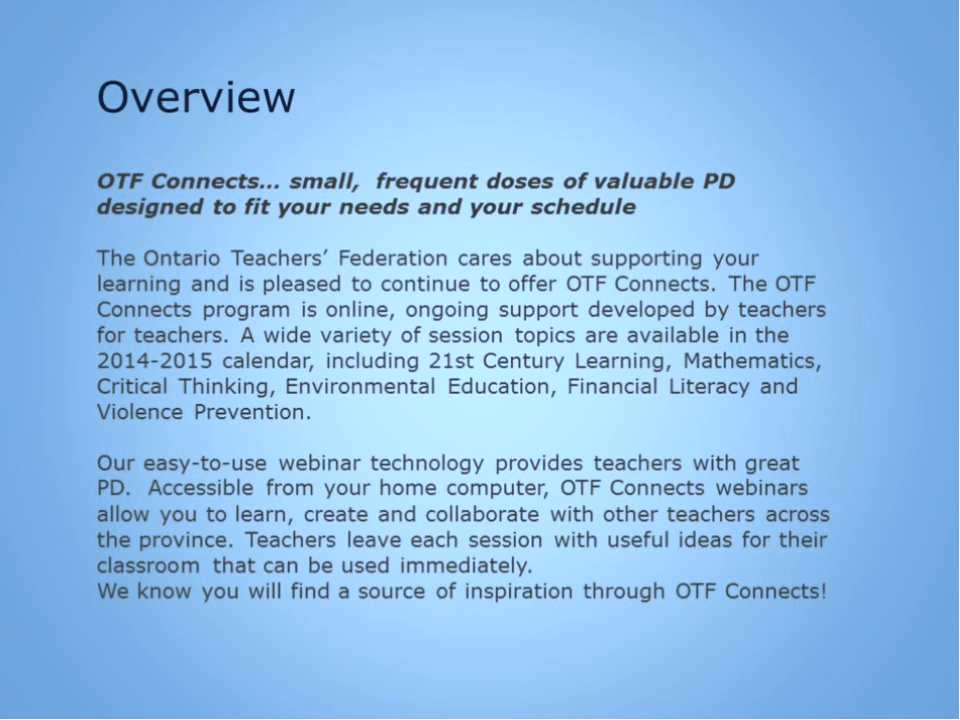 Overview
OTF Connects… small, frequent doses of valuable PD
designed to fit your needs and your schedule
The Ontario Teachers’ Federation cares about supporting your
learning and is pleased to continue to offer OTF Connects. The OTF
Connects program is online, ongoing support developed by teachers
for teachers. A wide variety of session topics are available in the
2014-2015 calendar, including 21st Century Learning, Mathematics,
Critical Thinking, Environmental Education, Financial Literacy and
Violence Prevention.
Our easy-to-use webinar technology provides teachers with great
PD. Accessible from your home computer, OTF Connects webinars
allow you to learn, create and collaborate with other teachers across
the province. Teachers leave each session with useful ideas for their
classroom that can be used immediately.
We know you will find a source of inspiration through OTF Connects!